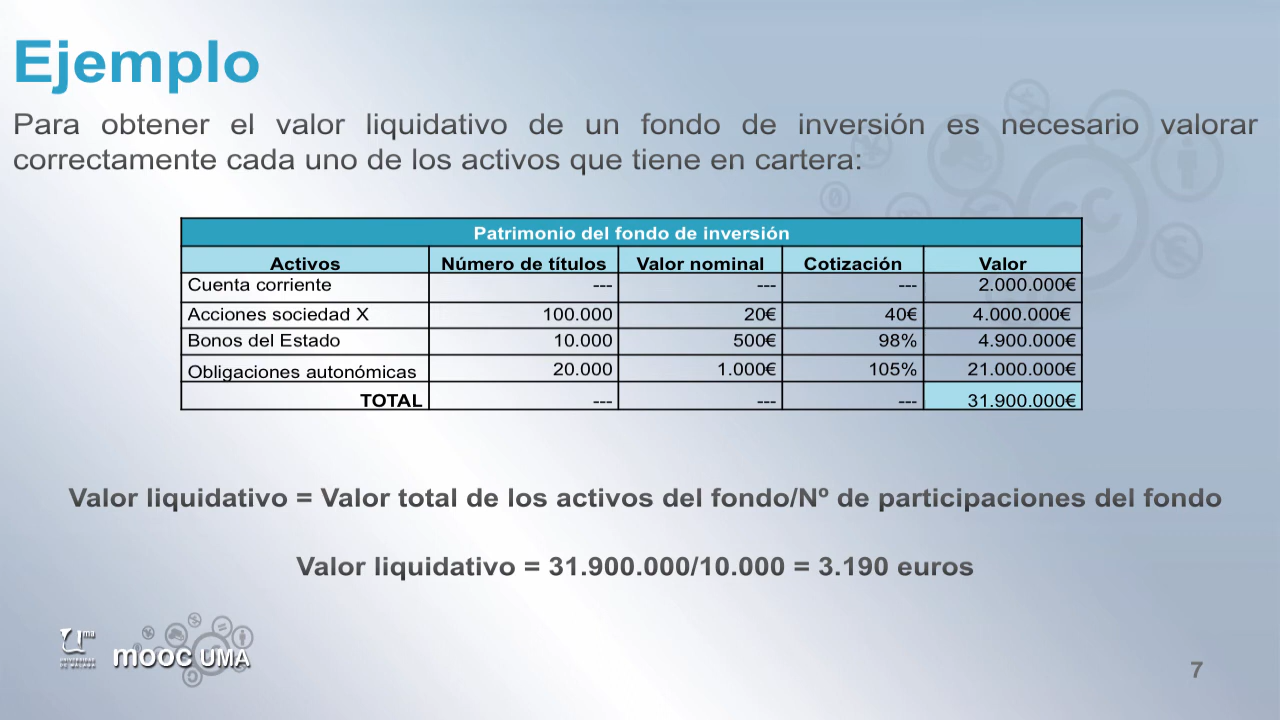 Ejemplo
Para obtener el valor liquidativo de un fondo de inversión es necesario valorar
correctamente cada uno de los activos que tiene en cartera:
Patrimonio del fondo de inversión
Activos Número de títulos Valor nominal Cotización Valor
Cuenta corriente --- --- --- 2.000.000€
Acciones sociedad X 100.000 20€ 40€ 4.000.000€
Bonos del Estado 10.000 500€ 98% 4.900.000€
Obligaciones autonómicas 20.000 1.000€ 105% 21.000.000€
TOTAL --- --- --- 31.900.000€
Valor liquidativo = Valor total de los activos del fondo/Nº de participaciones del fondo
Valor liquidativo = 31.900.000/10.000 = 3.190 euros
uma
mooc UMA
7